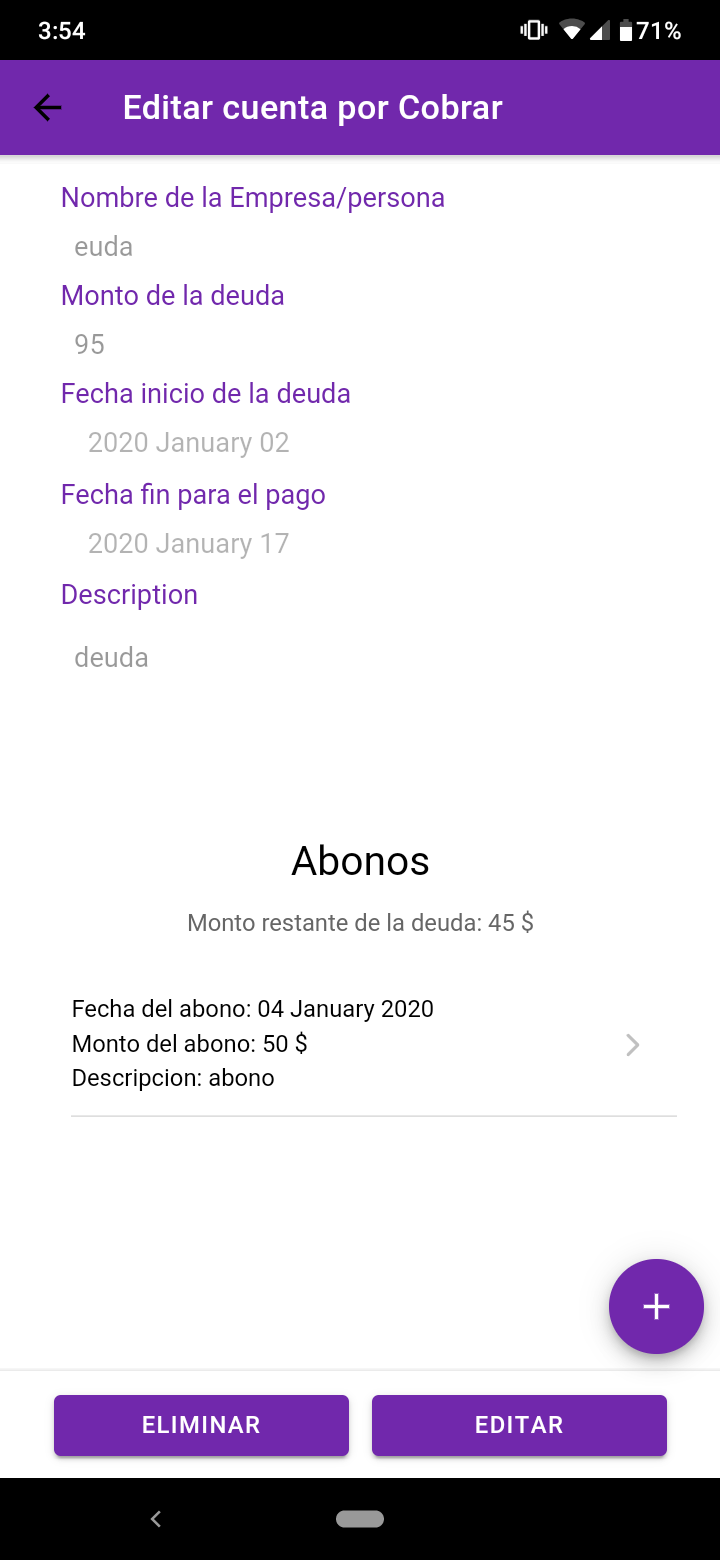 3:54
71%
Editar cuenta por Cobrar
Nombre de la Empresa/persona
euda
Monto de la deuda
95
Fecha inicio de la deuda
2020 January 02
Fecha fin para el pago
2020 January 17
Description
deuda
Abonos
Monto restante de la deuda: 45 $
Fecha del abono: 04 January 2020
Monto del abono: 50 $
Descripcion: abono
ELIMINAR
EDITAR